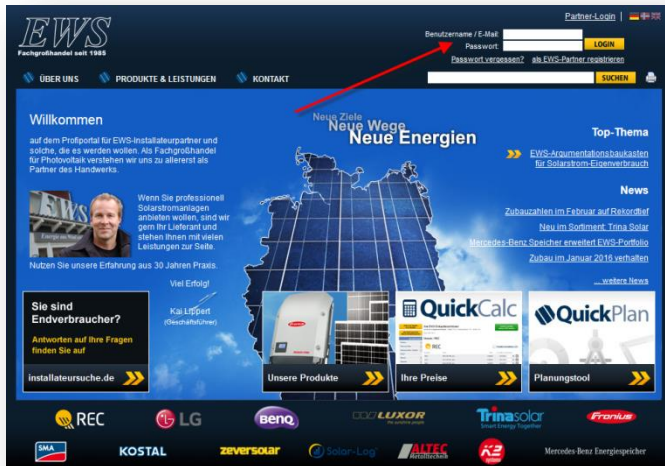 Partner-Login
EWS
Fachgroßhandel seit 1985
Benutzername / E-Mail:
Passwort:
LOGIN
Passwort vergessen? als EWS-Partner registrieren
ÜBER UNS PRODUKTE & LEISTUNGEN KONTAKT
SUCHEN
Willkommen
auf dem Profiportal für EWS-Installateurpartner und
solche, die es werden wollen. Als Fachgroßhandel
für Photovoltaik verstehen wir uns zu allererst als
Partner des Handwerks.
EWS
Wenn Sie professionell
Solarstromanlagen
anbieten wollen, sind wir
gern Ihr Lieferant und
stehen Ihnen mit vielen
Leistungen zur Seite.
Nutzen Sie unsere Erfahrung aus 30 Jahren Praxis.
Viel Erfolg!
Kai Lippert
(Geschäftsführer)
Neue Ziele
Neue Wege
Neue Energien
Top-Thema
EWS-Argumentationsbaukasten
für Solarstrom-Eigenverbrauch
News
Zubauzahlen im Februar auf Rekordtief
Neu im Sortiment: Trina Solar
Mercedes-Benz Speicher erweitert EWS-Portfolio
Zubau im Januar 2016 verhalten
... weitere News!
Sie sind
Endverbraucher?
Antworten auf Ihre Fragen
finden Sie auf
installateursuche.de
Fronius
Unsere Produkte
QuickCalc
REC
Ihre Preise
QuickPlan
Planungstool
REC LG BenQ LUXOR Trinasolar Fronius
Smart Energy Together
SMA KOSTAL zeversolar Solar-Log ALTEC K2 Mercedes-Benz Energiespeicher
Metalltechnik